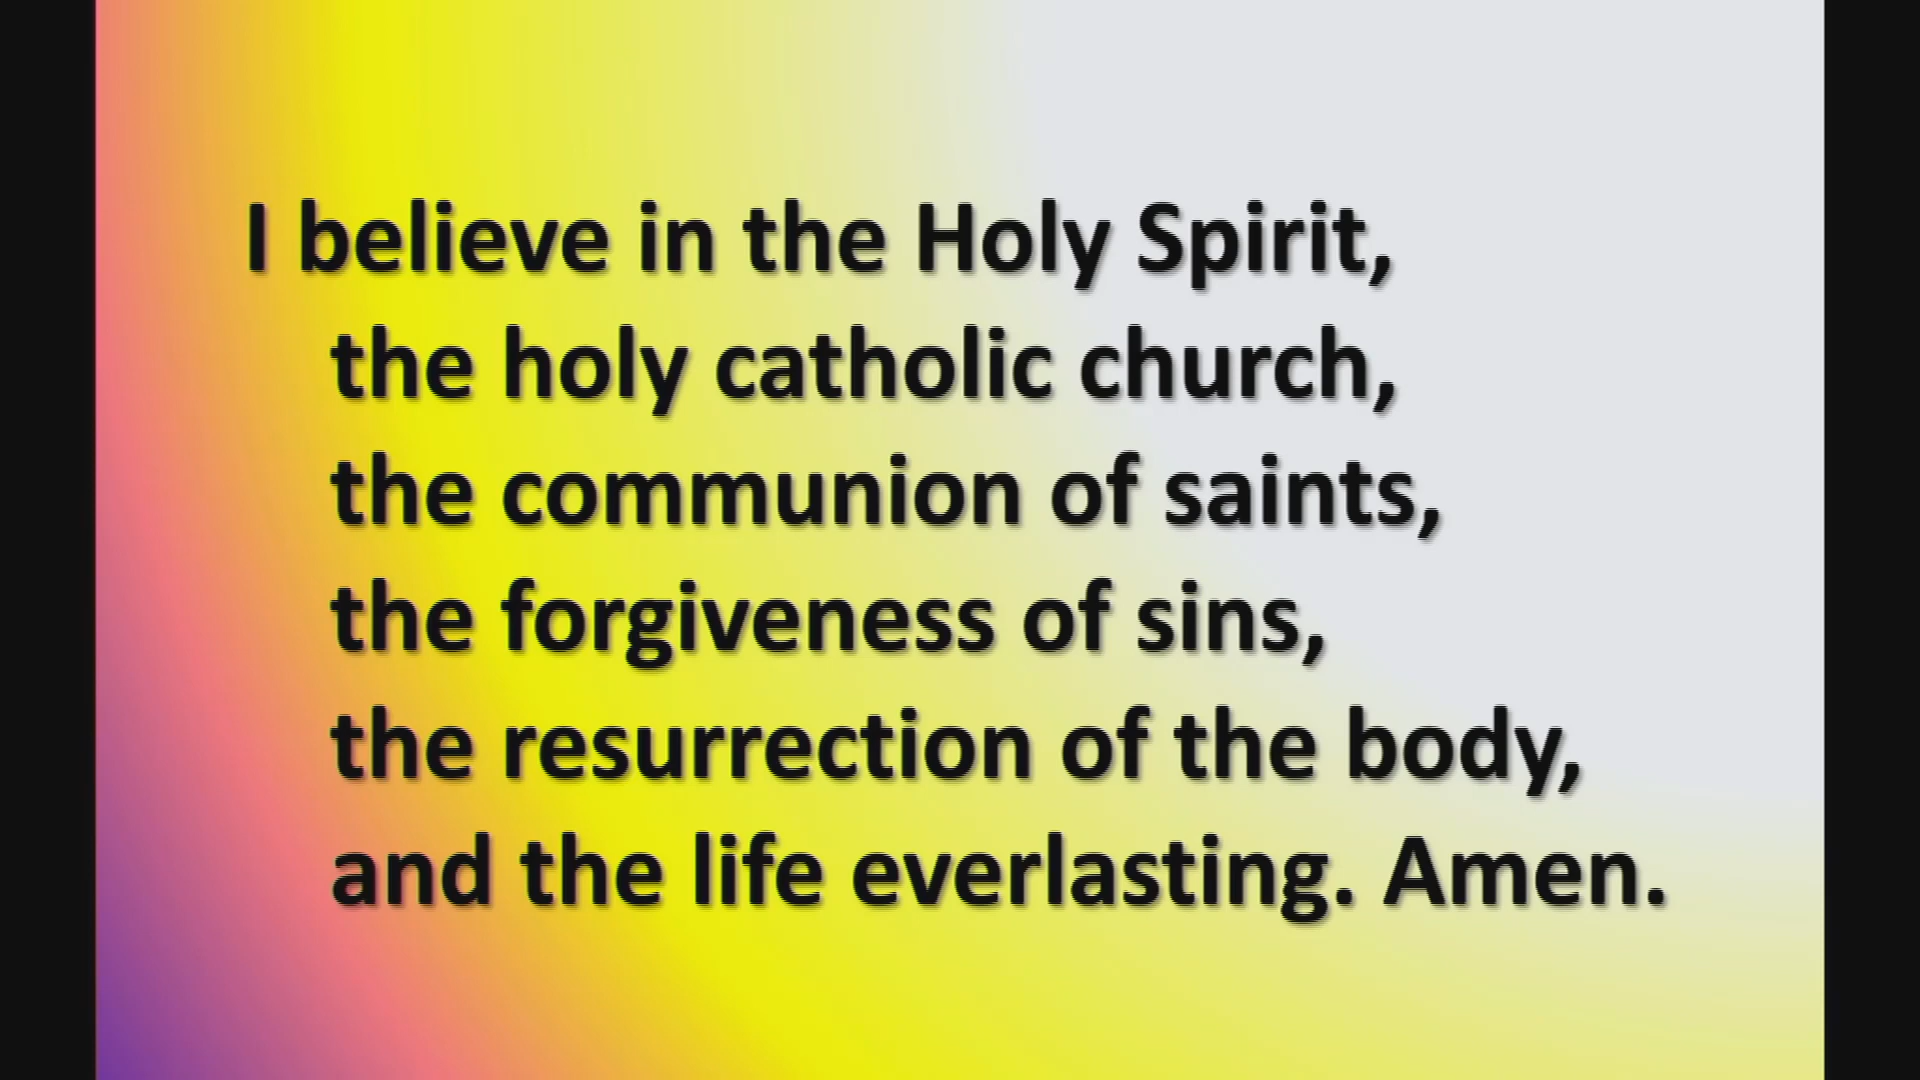 I believe in the Holy Spirit,
the holy catholic church,
the communion of saints,
the forgiveness of sins,
the resurrection of the body,
and the life everlasting. Amen.